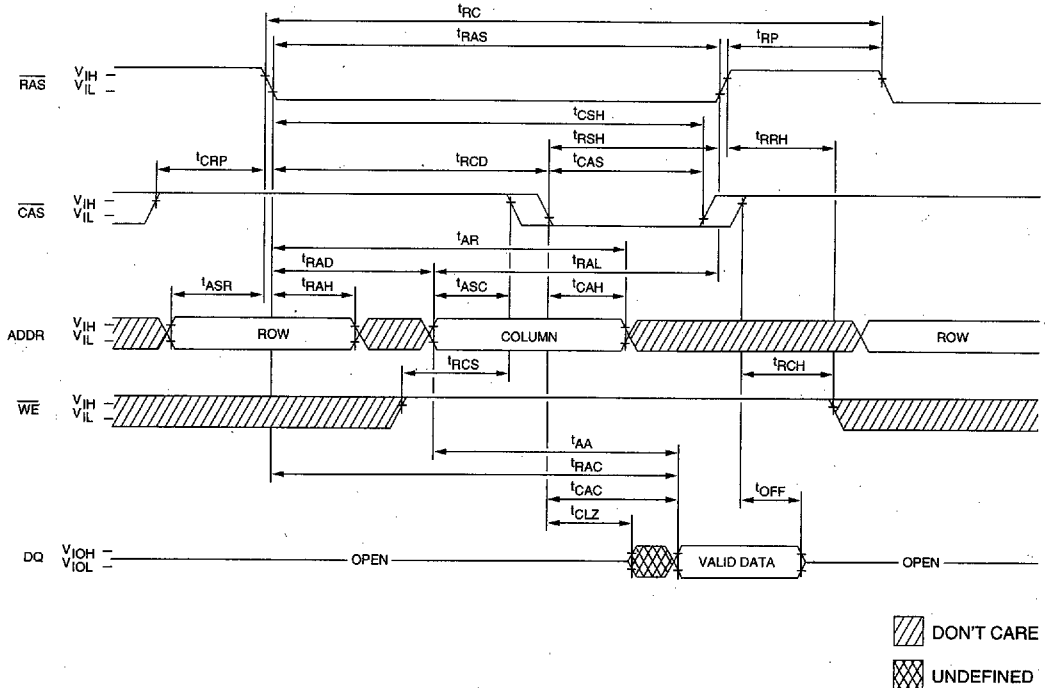 tRC
tRAS
tRP
RAS
VIH
VIL
tCSH
tRSH
tRRH
tCRP
tRCD
tCAS
CAS
VIH
VIL
tAR
tRAD
tRAL
tASR
tRAH
tASC
tCAH
ADDR
VIH
VIL
ROW
COLUMN
ROW
tRCS
tRCH
WE
VIH
VIL
tAA
tRAC
tCAC
tOFF
tCLZ
DQ
VIOH
VIOL
OPEN
VALID DATA
OPEN
DON'T CARE
UNDEFINED